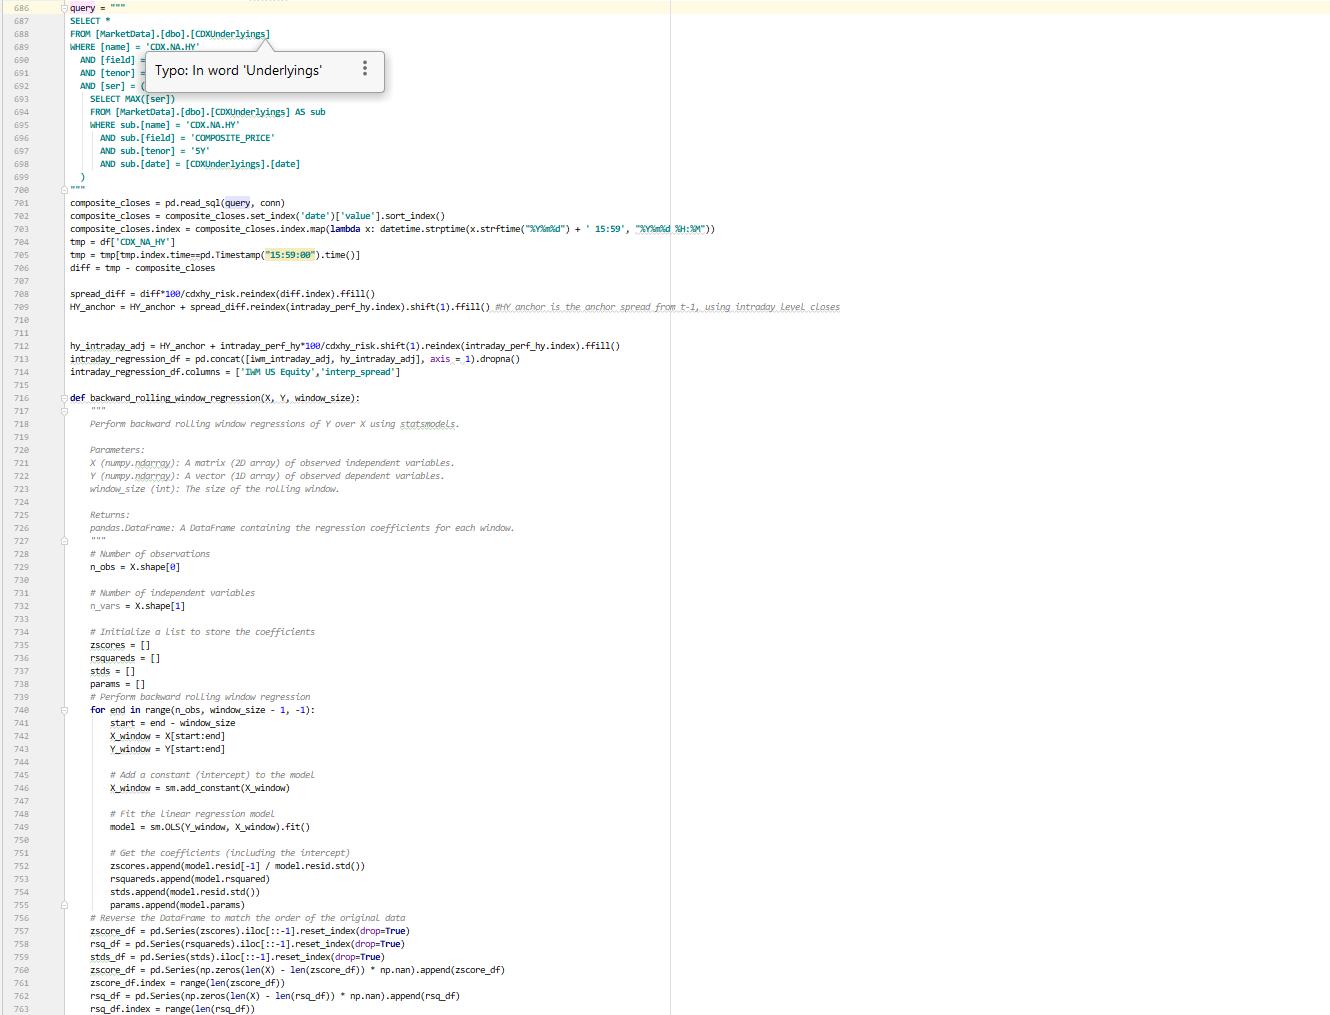 686 query = """
687 SELECT *
688 FROM [MarketData].[dbo].[CDXUnderlyings]
689 WHERE [name] = 'CDX.NA.HY'
690 AND [field] =
Typo: In word 'Underlyings'
691 AND [tenor] =
692 AND [ser] = (
693 SELECT MAX([ser])
694 FROM [MarketData].[dbo].[CDXUnderlyings] AS sub
695 WHERE sub.[name] = 'CDX.NA.HY'
696 AND sub.[field] = 'COMPOSITE_PRICE'
697 AND sub.[tenor] = '5Y'
698 AND sub.[date] = [CDXUnderlyings].[date]
699 )
700 """
701 composite_closes = pd.read_sql(query, conn)
702 composite_closes = composite_closes.set_index('date')['value'].sort_index()
703 composite_closes.index = composite_closes.index.map(lambda x: datetime.strptime(x.strftime("%Y%m%d") + ' 15:59', "%Y%m%d %H:%M"))
704 tmp = df['CDX_NA_HY']
705 tmp = tmp[tmp.index.time==pd.Timestamp("15:59:00").time()]
706 diff = tmp - composite_closes
707
708 spread_diff = diff*100/cdxhy_risk.reindex(diff.index).ffill()
709 HY_anchor = HY_anchor + spread_diff.reindex(intraday_perf_hy.index).shift(1).ffill() #HY anchor is the anchor spread from t-1, using intraday level closes
710
711
712 hy_intraday_adj = HY_anchor + intraday_perf_hy*100/cdxhy_risk.shift(1).reindex(intraday_perf_hy.index).ffill()
713 intraday_regression_df = pd.concat([iwm_intraday_adj, hy_intraday_adj], axis = 1).dropna()
714 intraday_regression_df.columns = ['IWM US Equity','interp_spread']
715
716 def backward_rolling_window_regression(X, Y, window_size):
717 """
718 Perform backward rolling window regressions of Y over X using statsmodels.
719
720 Parameters:
721 X (numpy.ndarray): A matrix (2D array) of observed independent variables.
722 Y (numpy.ndarray): A vector (1D array) of observed dependent variables.
723 window_size (int): The size of the rolling window.
724
725 Returns:
726 pandas.DataFrame: A DataFrame containing the regression coefficients for each window.
727 """
728 # Number of observations
729 n_obs = X.shape[0]
730
731 # Number of independent variables
732 n_vars = X.shape[1]
733
734 # Initialize a list to store the coefficients
735 zscores = []
736 rsquareds = []
737 stds = []
738 params = []
739 # Perform backward rolling window regression
740 for end in range(n_obs, window_size - 1, -1):
741 start = end - window_size
742 X_window = X[start:end]
743 Y_window = Y[start:end]
744
745 # Add a constant (intercept) to the model
746 X_window = sm.add_constant(X_window)
747
748 # Fit the linear regression model
749 model = sm.OLS(Y_window, X_window).fit()
750
751 # Get the coefficients (including the intercept)
752 zscores.append(model.resid[-1] / model.resid.std())
753 rsquareds.append(model.rsquared)
754 stds.append(model.resid.std())
755 params.append(model.params)
756 # Reverse the DataFrame to match the order of the original data
757 zscore_df = pd.Series(zscores).iloc[::-1].reset_index(drop=True)
758 rsq_df = pd.Series(rsquareds).iloc[::-1].reset_index(drop=True)
759 stds_df = pd.Series(stds).iloc[::-1].reset_index(drop=True)
760 zscore_df = pd.Series(np.zeros(len(X) - len(zscore_df)) * np.nan).append(zscore_df)
761 zscore_df.index = range(len(zscore_df))
762 rsq_df = pd.Series(np.zeros(len(X) - len(rsq_df)) * np.nan).append(rsq_df)
763 rsq_df.index = range(len(rsq_df))